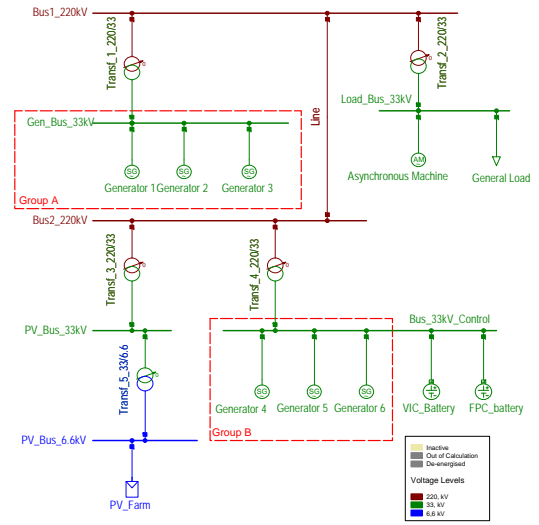 Bus1_220kV
Transf_1_220/33
Transf_2_220/33
Line
Load_Bus_33kV
Gen_Bus_33kV
SG
SG
SG
AM
Generator 1
Generator 2
Generator 3
Asynchronous Machine
General Load
Group A
Bus2_220kV
Transf_3_220/33
Transf_4_220/33
PV_Bus_33kV
Bus_33kV_Control
Transf_5_33/6.6
SG
SG
SG
Generator 4
Generator 5
Generator 6
VIC_Battery
FPC_battery
Group B
PV_Bus_6.6kV
PV_Farm
Inactive
Out of Calculation
De-energised
Voltage Levels
220, kV
33, kV
6,6 kV